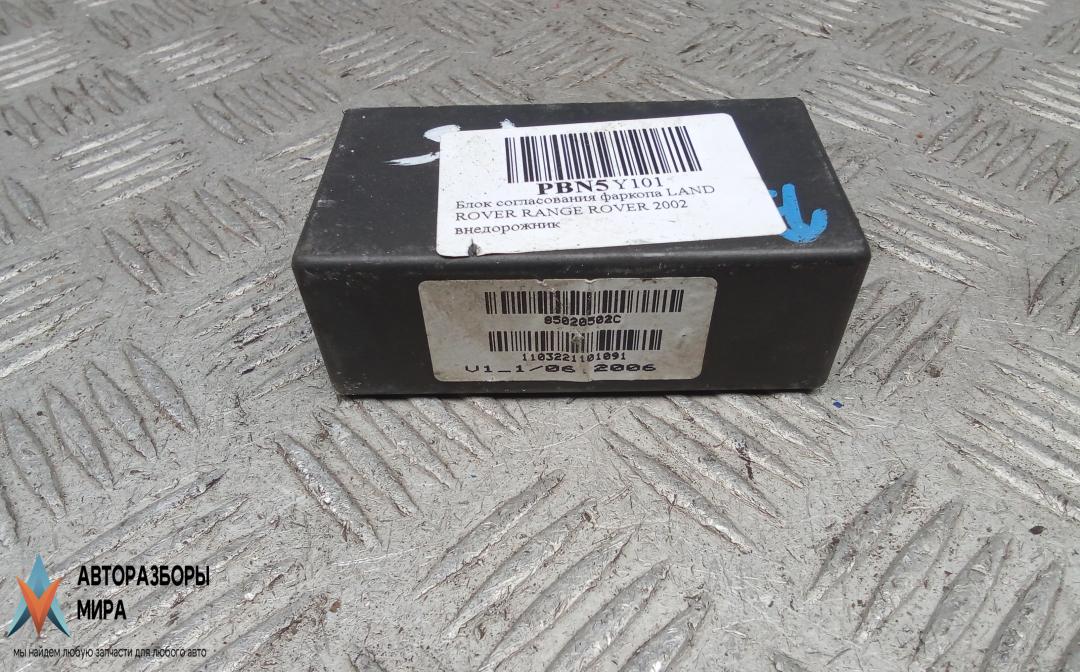 PBN5Y101
Блок согласования фаркопа LAND
ROVER RANGE ROVER 2002
внедорожник
85020502C
1103221101091
V1_1/06 2006
АВТОРАЗБОРЫ
МИРА
мы найдем любую запчасти для любого авто